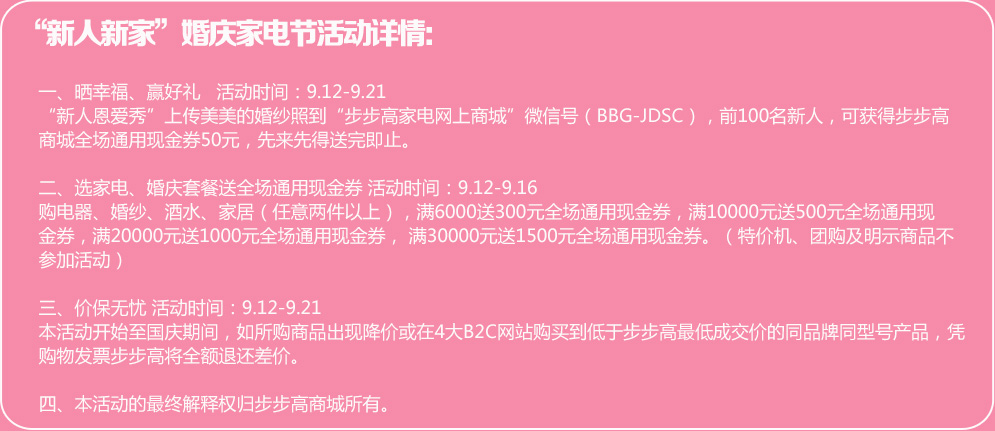 “新人新家”婚庆家电节活动详情:
一、晒幸福、赢好礼 活动时间：9.12-9.21
“新人恩爱秀”上传美美的婚纱照到“步步高家电网上商城”微信号（BBG-JDSC），前100名新人，可获得步步高
商城全场通用现金券50元，先来先得送完即止。
二、选家电、婚庆套餐送全场通用现金券 活动时间：9.12-9.16
购电器、婚纱、酒水、家居（任意两件以上），满6000送300元全场通用现金券，满10000元送500元全场通用现
金券，满20000元送1000元全场通用现金券， 满30000元送1500元全场通用现金券。（特价机、团购及明示商品不
参加活动）
三、价保无忧 活动时间：9.12-9.21
本活动开始至国庆期间，如所购商品出现降价或在4大B2C网站购买到低于步步高最低成交价的同品牌同型号产品，凭
购物发票步步高将全额退还差价。
四、本活动的最终解释权归步步高商城所有。